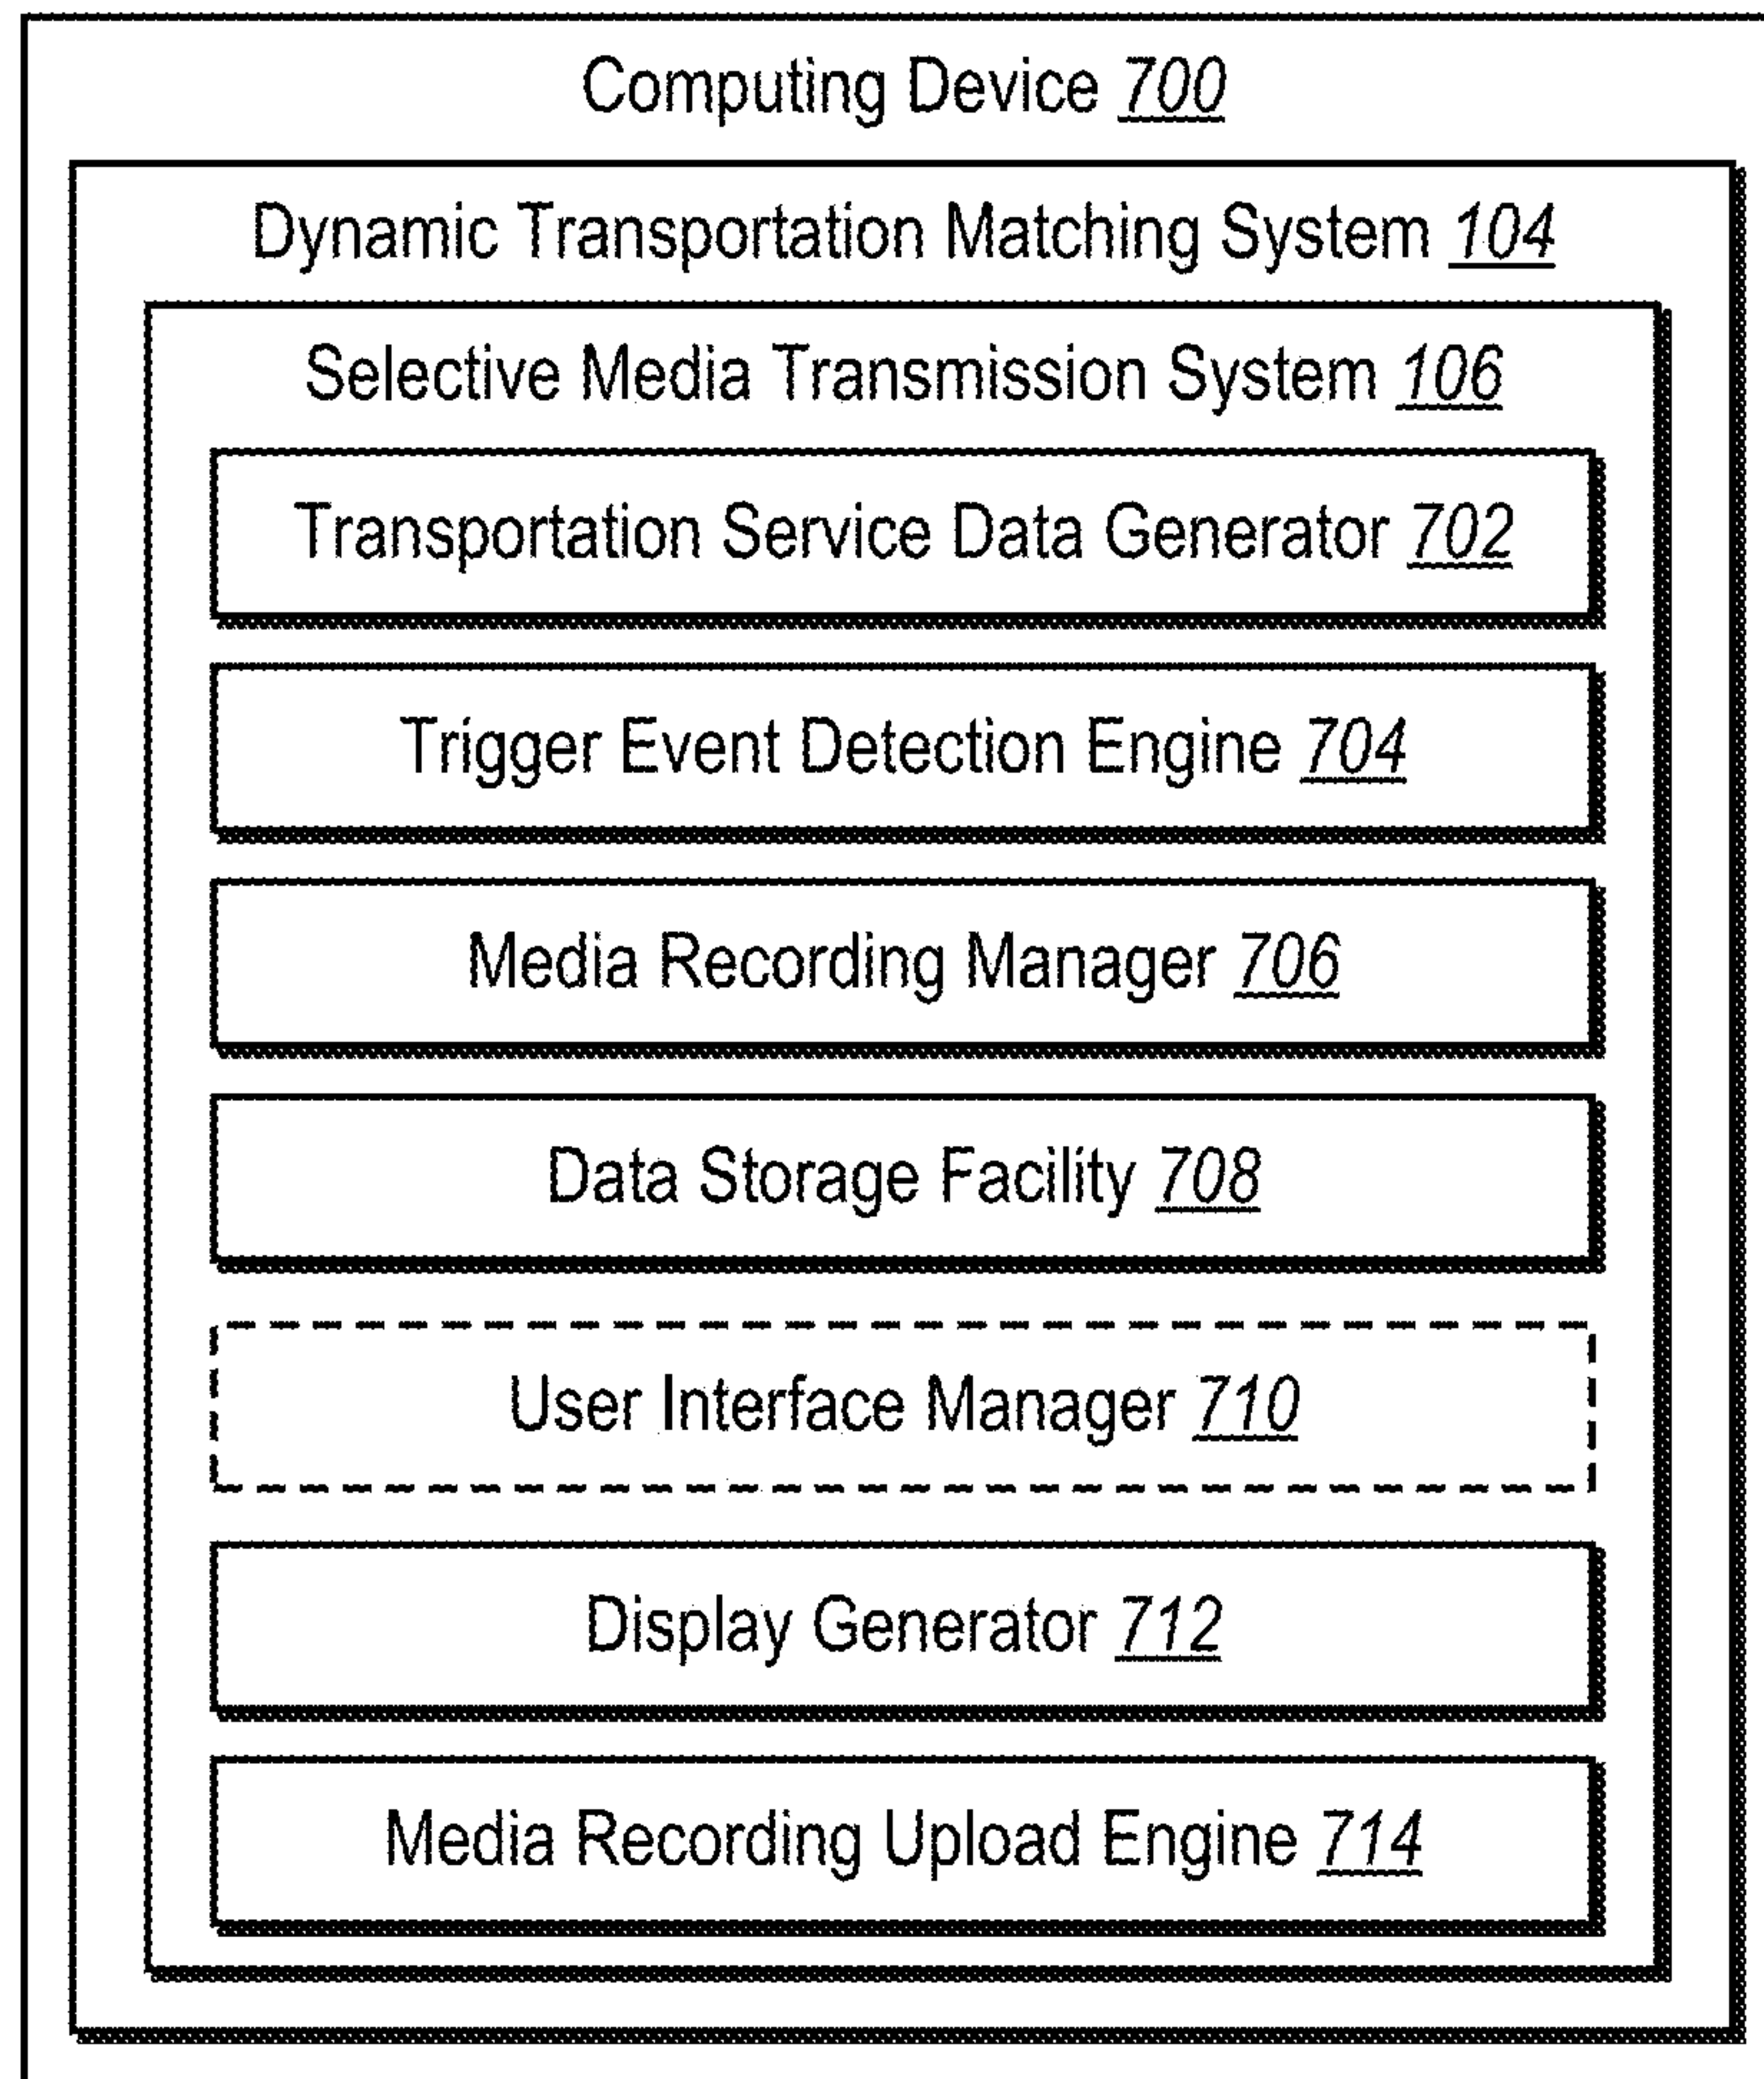 Computing Device 700
Dynamic Transportation Matching System 104
Selective Media Transmission System 106
Transportation Service Data Generator 702
Trigger Event Detection Engine 704
Media Recording Manager 706
Data Storage Facility 708
User Interface Manager 710
Display Generator 712
Media Recording Upload Engine 714